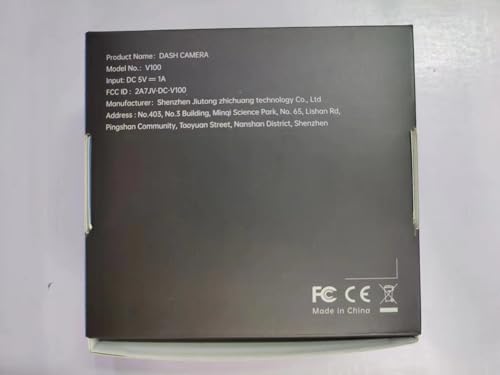 Product Name: DASH CAMERA
Model No.: V100
Input: DC 5V⎓1A
FCC ID : 2A7JV-DC-V100
Manufacturer: Shenzhen Jiutong zhichuang technology Co., Ltd
Address : No.403, No.3 Building, Minqi Science Park, No. 65, Lishan Rd,
Pingshan Community, Taoyuan Street, Nanshan District, Shenzhen
FC CE
Made in China